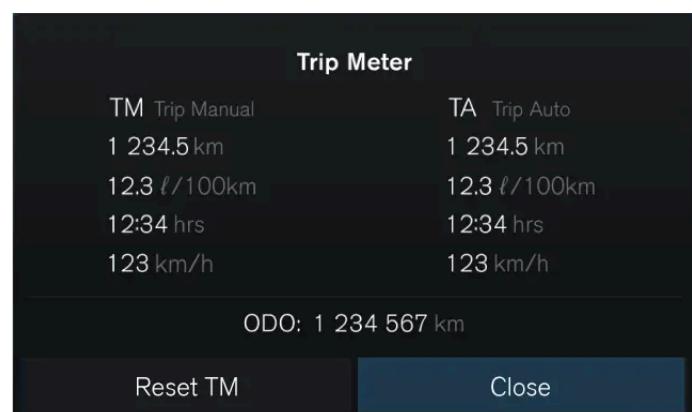 Trip Meter
TM Trip Manual
1 234.5 km
12.3 ℓ/100km
12:34 hrs
123 km/h
TA Trip Auto
1 234.5 km
12.3 ℓ/100km
12:34 hrs
123 km/h
ODO: 1 234 567 km
Reset TM
Close